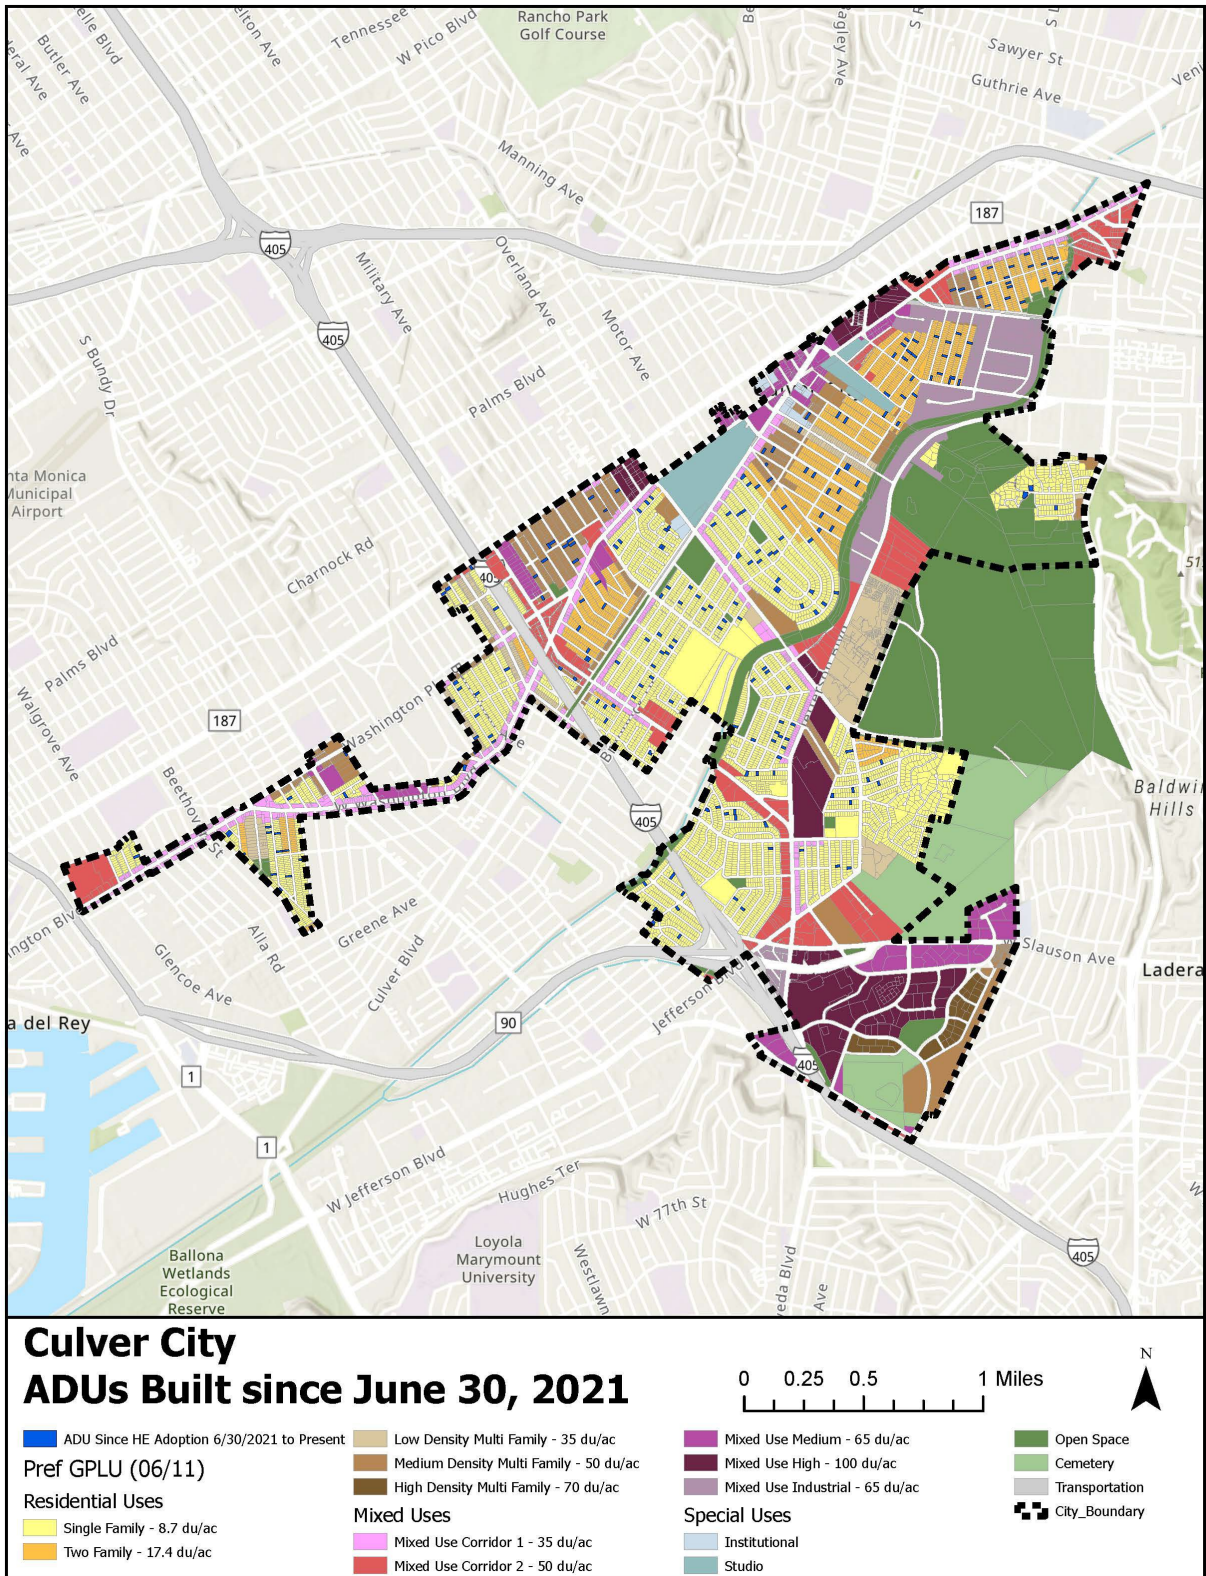 Rancho Park
Golf Course
Tennessee
W Pico Blvd
Butler Ave
Sawyer St
Guthrie Ave
Manning Ave
187
405
Overland Ave
Military Ave
405
Motor Ave
S Bundy Dr
Palms Blvd
Municipal
Airport
Charnock Rd
405
Palms Blvd
187
Washington Pl
Walgrove Ave
Beethoven St
405
Baldwin
Hills
Greene Ave
Alla Rd
Culver Blvd
Glencoe Ave
W Slauson Ave
Ladera
Jefferson Blvd
a del Rey
90
405
1
1
W Jefferson Blvd
Hughes Ter
W 77th St
Loyola
Marymount
University
Westlawn
Ballona
Wetlands
Ecological
Reserve
eda Blvd
Ave
405
Culver City
ADUs Built since June 30, 2021
0 0.25 0.5 1 Miles
N
ADU Since HE Adoption 6/30/2021 to Present
Pref GPLU (06/11)
Residential Uses
Single Family - 8.7 du/ac
Two Family - 17.4 du/ac
Low Density Multi Family - 35 du/ac
Medium Density Multi Family - 50 du/ac
High Density Multi Family - 70 du/ac
Mixed Uses
Mixed Use Corridor 1 - 35 du/ac
Mixed Use Corridor 2 - 50 du/ac
Mixed Use Medium - 65 du/ac
Mixed Use High - 100 du/ac
Mixed Use Industrial - 65 du/ac
Special Uses
Institutional
Studio
Open Space
Cemetery
Transportation
City_Boundary